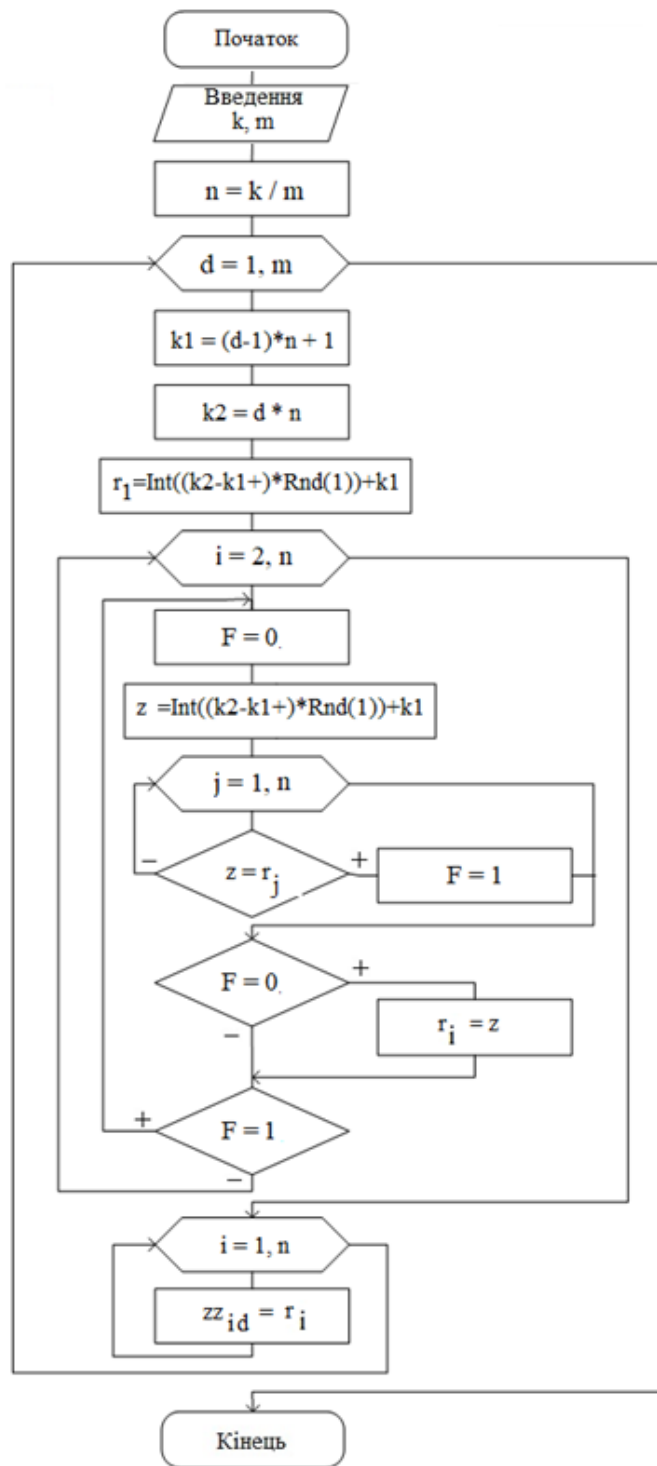 Початок
Введення
k, m
n = k / m
d = 1, m
k1 = (d-1)*n + 1
k2 = d * n
r1=Int((k2-k1+)*Rnd(1))+k1
i = 2, n
F = 0.
z =Int((k2-k1+)*Rnd(1))+k1
j = 1, n
− z = rj +
F = 1
F = 0. +
−
ri = z
+ F = 1
−
i = 1, n
zzid = ri
Кінець